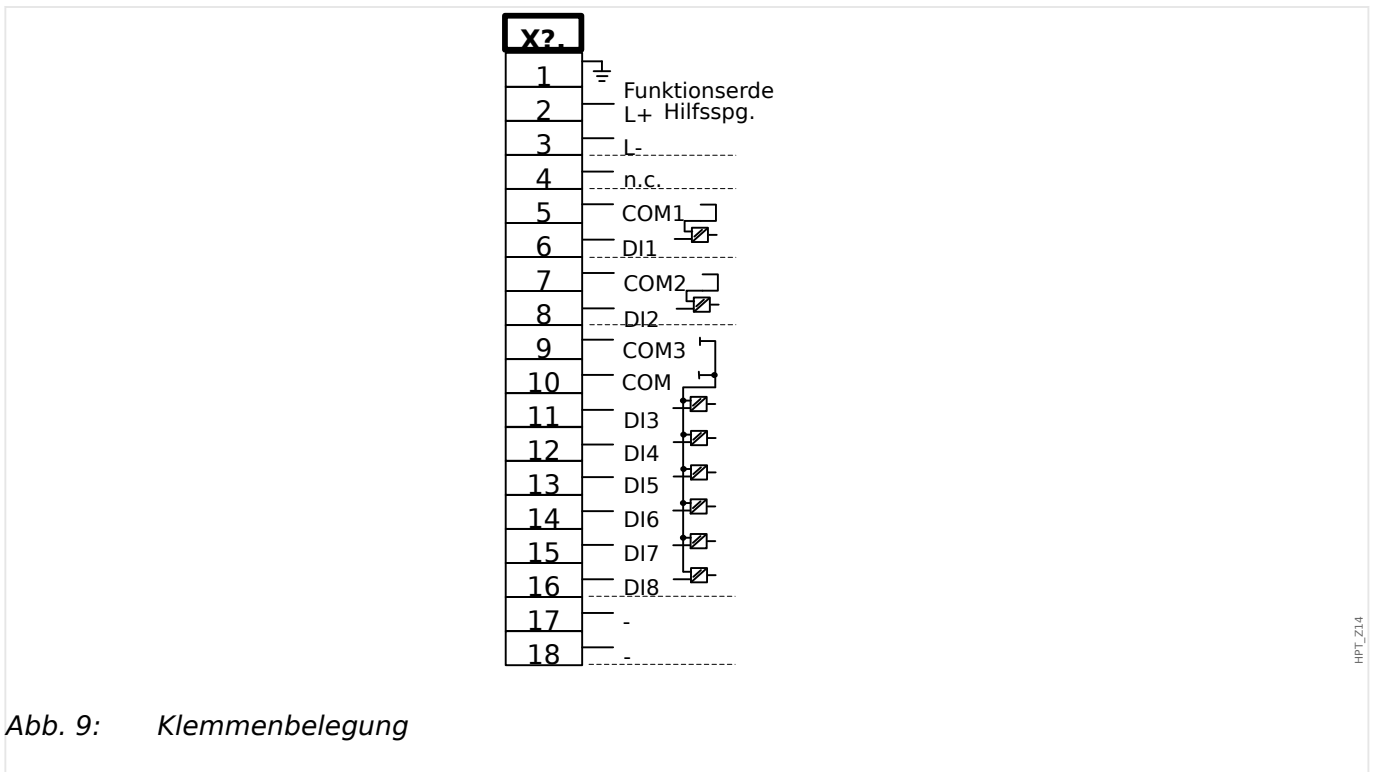 X?.
1
Funktionserde
2 L+ Hilfsspg.
3 L-
4 n.c.
5 COM1
6 DI1
7 COM2
8 DI2
9 COM3
10 COM
11 DI3
12 DI4
13 DI5
14 DI6
15 DI7
16 DI8
17 -
18 -
HPT_Z14
Abb. 9: Klemmenbelegung